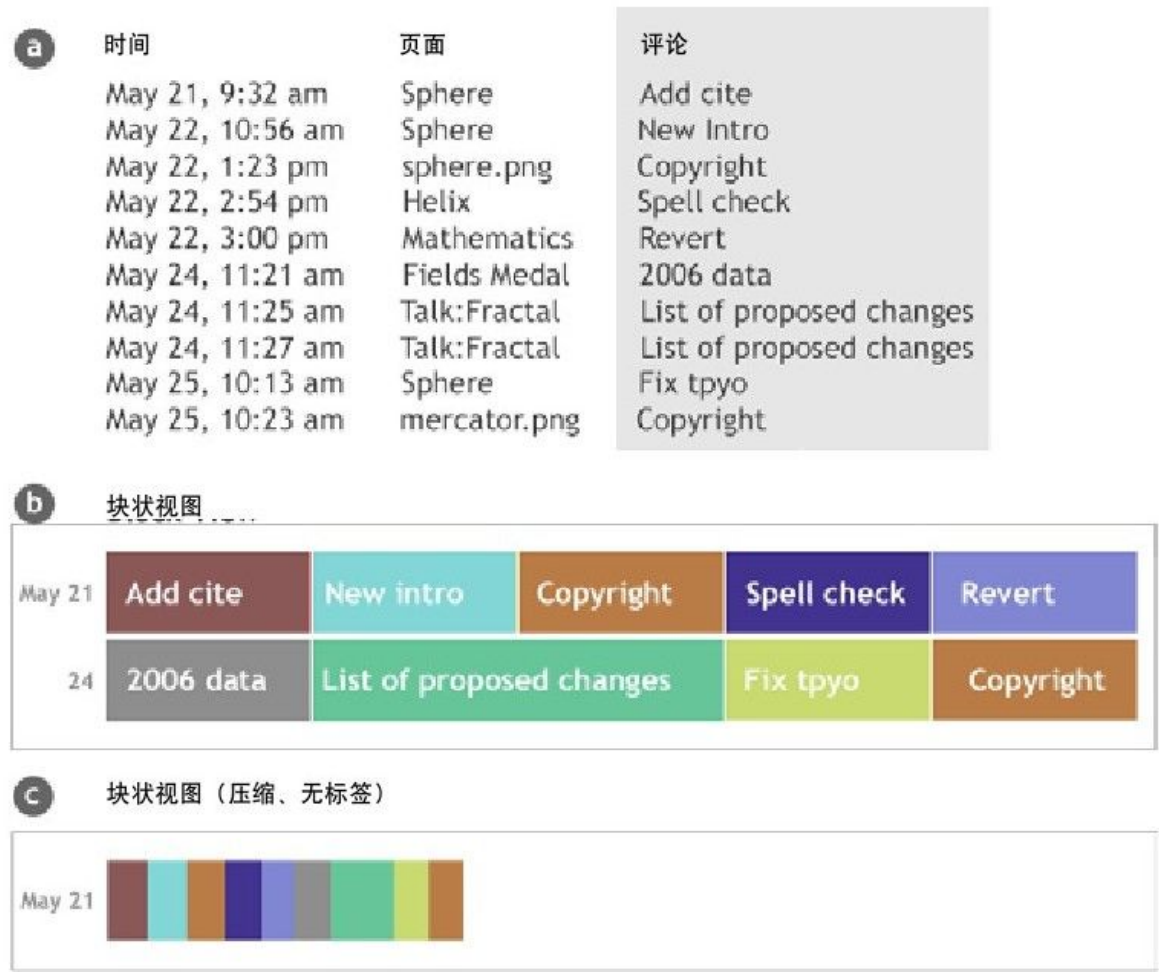 a 时间 页面 评论
May 21, 9:32 am Sphere Add cite
May 22, 10:56 am Sphere New Intro
May 22, 1:23 pm sphere.png Copyright
May 22, 2:54 pm Helix Spell check
May 22, 3:00 pm Mathematics Revert
May 24, 11:21 am Fields Medal 2006 data
May 24, 11:25 am Talk:Fractal List of proposed changes
May 24, 11:27 am Talk:Fractal List of proposed changes
May 25, 10:13 am Sphere Fix tpyo
May 25, 10:23 am mercator.png Copyright
b 块状视图
May 21 Add cite New intro Copyright Spell check Revert
24 2006 data List of proposed changes Fix tpyo Copyright
c 块状视图（压缩、无标签）
May 21